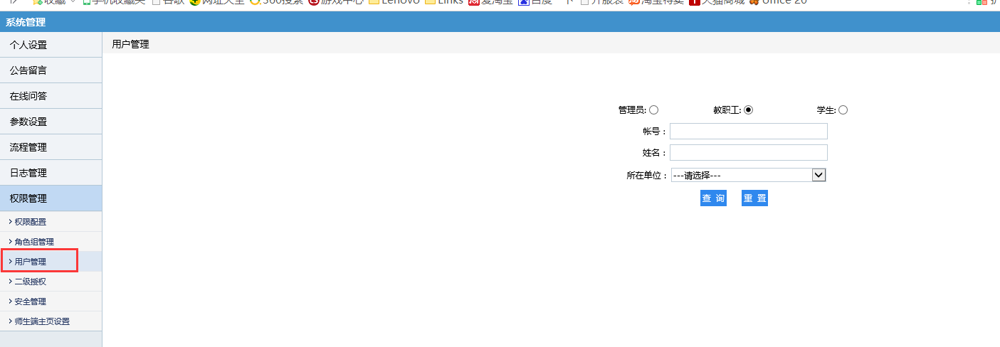 收藏 手机收藏夹 谷歌 网址大全 360搜索 游戏中心 Lenovo Links 爱淘宝 百度一下 开服表 淘宝特卖 天猫商城 office 20
系统管理
个人设置
公告留言
在线问答
参数设置
流程管理
日志管理
权限管理
权限配置
角色组管理
用户管理
二级授权
安全管理
师生端主页设置
用户管理
管理员: 教职工: 学生:
帐号：
姓名：
所在单位： ---请选择---
查 询 重 置